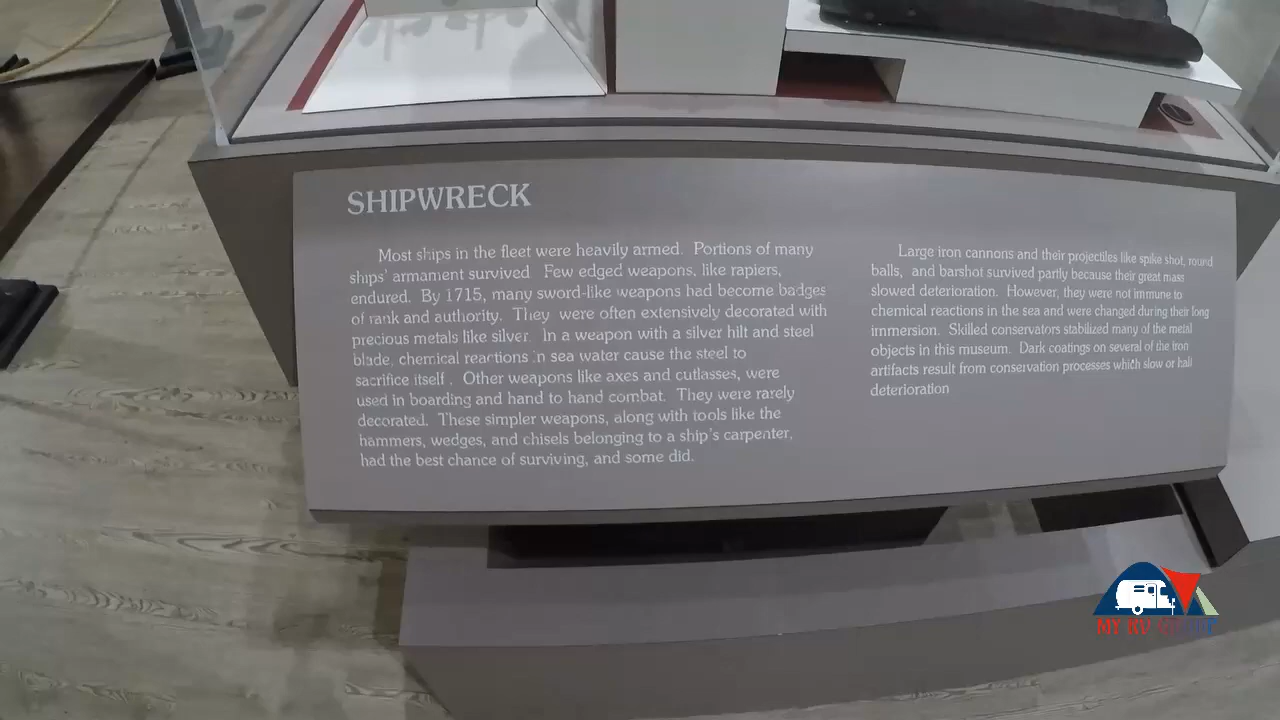 SHIPWRECK
Most ships in the fleet were heavily armed. Portions of many
ships' armament survived Few edged weapons, like rapiers,
endured. By 1715, many sword-like weapons had become badges
of rank and authority. They were often extensively decorated with
precious metals like silver. In a weapon with a silver hilt and steel
blade, chemical reactions in sea water cause the steel to
sacrifice itself. Other weapons like axes and cutlasses, were
used in boarding and hand to hand combat. They were rarely
decorated. These simpler weapons, along with tools like the
hammers, wedges, and chisels belonging to a ship's carpenter,
had the best chance of surviving, and some did.
Large iron cannons and their projectiles like spike shot, round
balls, and barshot survived partly because their great mass
slowed deterioration. However, they were not immune to
chemical reactions in the sea and were changed during their long
immersion. Skilled conservators stabilized many of the metal
objects in this museum. Dark coatings on several of the iron
artifacts result from conservation processes which slow or halt
deterioration
MY RV